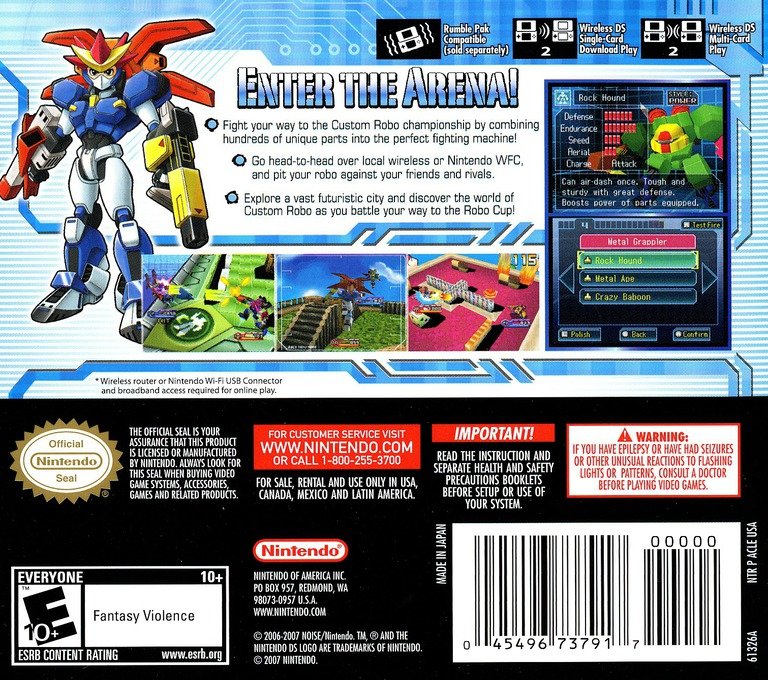 Rumble Pak
Compatible
(sold separately)
2
Wireless DS
Single-Card
Download Play
2
Wireless DS
Multi-Card
Play
ENTER THE ARENA!
Fight your way to the Custom Robo championship by combining
hundreds of unique parts into the perfect fighting machine!
Go head-to-head over local wireless or Nintendo WFC,
and pit your robo against your friends and rivals.
Explore a vast futuristic city and discover the world of
Custom Robo as you battle your way to the Robo Cup!
Rock Hound
STYLE:
POWER
Defense
Endurance
Speed
Aerial
Charge Attack
Can air-dash once. Tough and
sturdy with great defense.
Boosts power of parts equipped.
4
Test Fire
Metal Grappler
Rock Hound
Metal Ape
Crazy Baboon
Polish
Back
Confirm
115
* Wireless router or Nintendo Wi-Fi USB Connector
and broadband access required for online play.
Official
Nintendo
Seal
®
THE OFFICIAL SEAL IS YOUR
ASSURANCE THAT THIS PRODUCT
IS LICENSED OR MANUFACTURED
BY NINTENDO. ALWAYS LOOK FOR
THIS SEAL WHEN BUYING VIDEO
GAME SYSTEMS, ACCESSORIES,
GAMES AND RELATED PRODUCTS.
FOR CUSTOMER SERVICE VISIT
WWW.NINTENDO.COM
OR CALL 1-800-255-3700
FOR SALE, RENTAL AND USE ONLY IN USA,
CANADA, MEXICO AND LATIN AMERICA.
IMPORTANT!
READ THE INSTRUCTION AND
SEPARATE HEALTH AND SAFETY
PRECAUTIONS BOOKLETS
BEFORE SETUP OR USE OF
YOUR SYSTEM.
WARNING:
IF YOU HAVE EPILEPSY OR HAVE HAD SEIZURES
OR OTHER UNUSUAL REACTIONS TO FLASHING
LIGHTS OR PATTERNS, CONSULT A DOCTOR
BEFORE PLAYING VIDEO GAMES.
EVERYONE 10+
™
E
10+
Fantasy Violence
ESRB CONTENT RATING www.esrb.org
Nintendo®
NINTENDO OF AMERICA INC.
PO BOX 957, REDMOND, WA
98073-0957 U.S.A.
WWW.NINTENDO.COM
© 2006-2007 NOISE/Nintendo. TM, ® AND THE
NINTENDO DS LOGO ARE TRADEMARKS OF NINTENDO.
© 2007 NINTENDO.
MADE IN JAPAN
00000
0 45496 73791 7
NTR P ACLE USA
61326A